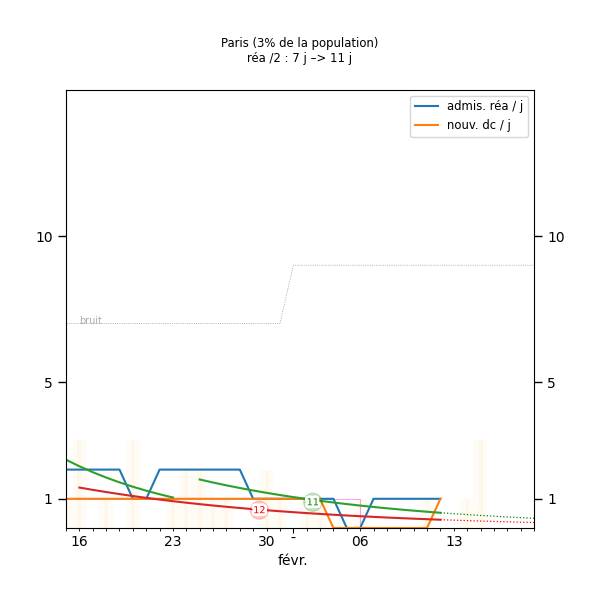 Paris (3% de la population)
réa /2 : 7 j –> 11 j
admis. réa / j
nouv. dc / j
10
10
bruit
5
5
1
1
11
12
16
23
30
-
06
13
févr.